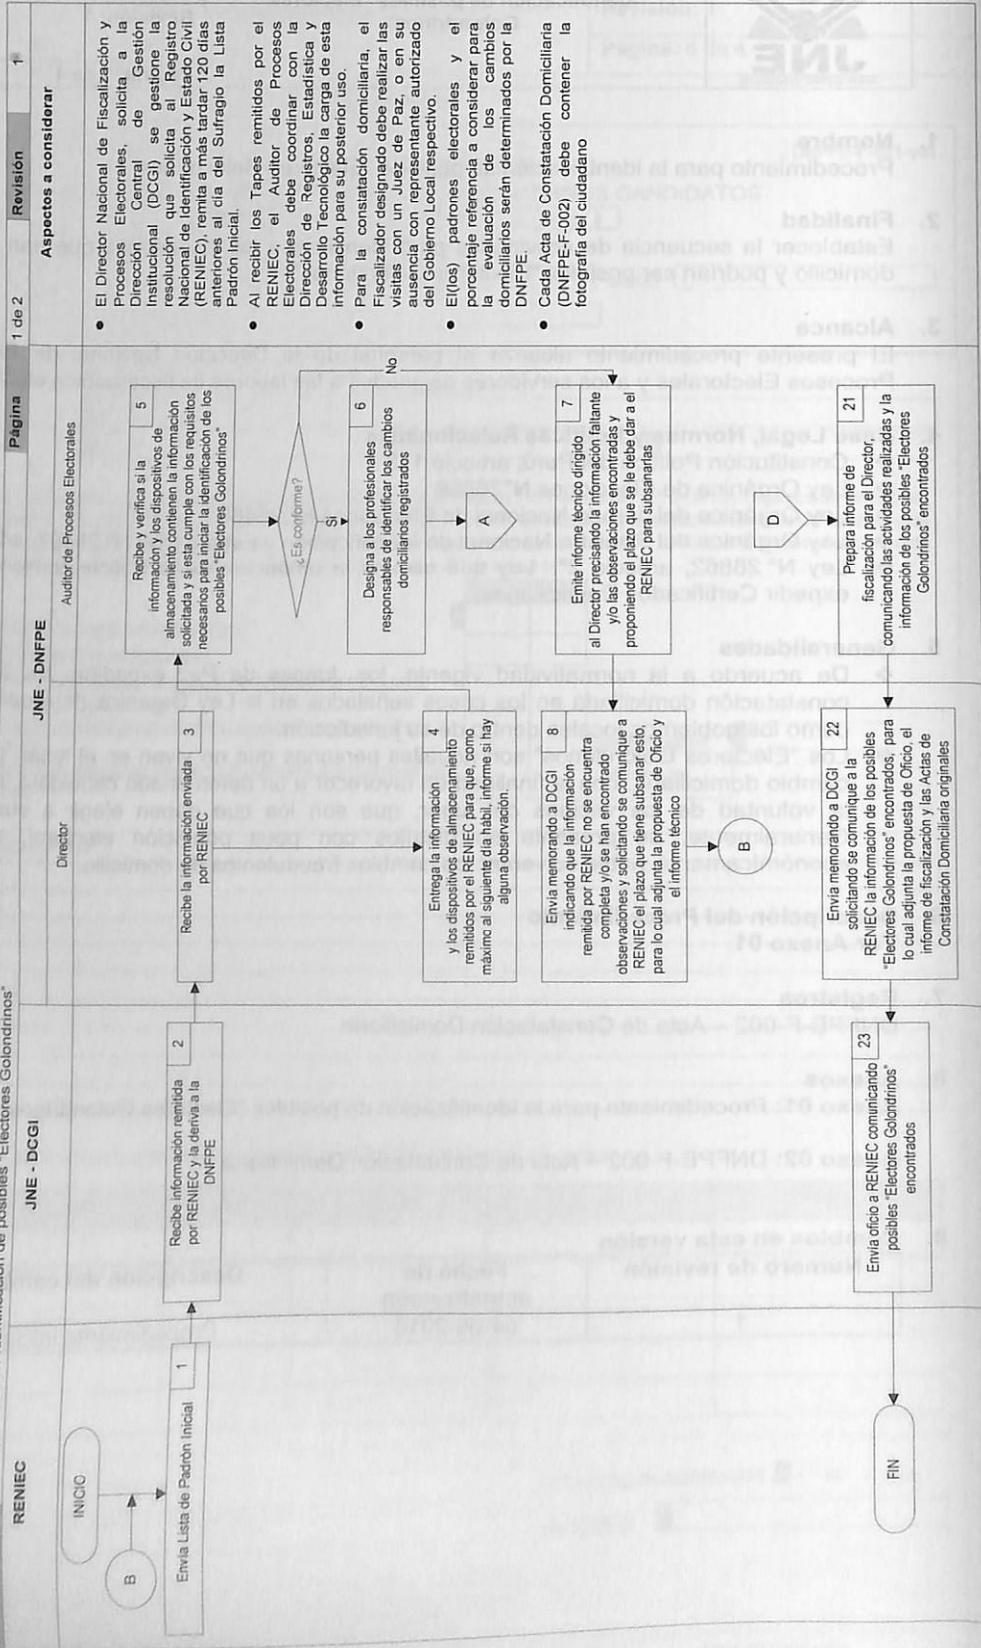 Identificación de posibles "Electores Golondrinos"
Página
1 de 2
Revisión
1
RENIEC
JNE - DCGI
JNE - DNFPE
Director
Auditor de Procesos Electorales
Aspectos a considerar
INICIO
B
Envía Lista de Padrón Inicial
1
Recibe información remitida
por RENIEC y la deriva a la
DNFPE
2
Recibe la información enviada
por RENIEC
3
Entrega la información
y los dispositivos de almacenamiento
remitidos por el RENIEC para que, como
máximo al siguiente día hábil, informe si hay
alguna observación
4
Recibe y verifica si la
información y los dispositivos de
almacenamiento contienen la información
solicitada y si esta cumple con los requisitos
necesarios para iniciar la identificación de los
posibles "Electores Golondrinos"
5
¿Es conforme?
Si
No
Designa a los profesionales
responsables de identificar los cambios
domiciliarios registrados
6
A
Emite informe técnico dirigido
al Director precisando la información faltante
y/o las observaciones encontradas y
proponiendo el plazo que se le debe dar a el
RENIEC para subsanarlas
7
Envía memorando a DCGI
indicando que la información
remitida por RENIEC no se encuentra
completa y/o se han encontrado
observaciones y solicitando se comunique a
RENIEC el plazo que tiene subsanar esto,
para lo cual adjunta la propuesta de Oficio y
el informe técnico
8
B
D
Prepara informe de
fiscalización para el Director,
comunicando las actividades realizadas y la
información de los posibles "Electores
Golondrinos" encontrados
21
Envía memorando a DCGI
solicitando se comunique a la
RENIEC la información de los posibles
"Electores Golondrinos" encontrados, para
lo cual adjunta la propuesta de Oficio, el
informe de fiscalización y las Actas de
Constatación Domiciliaria originales
22
Envía oficio a RENIEC comunicando
posibles "Electores Golondrinos"
encontrados
23
FIN
• El Director Nacional de Fiscalización y
Procesos Electorales, solicita a la
Dirección Central de Gestión
Institucional (DCGI) se gestione la
resolución que solicita al Registro
Nacional de Identificación y Estado Civil
(RENIEC), remita a más tardar 120 días
anteriores al día del Sufragio la Lista
Padrón Inicial.
• Al recibir los Tapes remitidos por el
RENIEC, el Auditor de Procesos
Electorales debe coordinar con la
Dirección de Registros, Estadística y
Desarrollo Tecnológico la carga de esta
información para su posterior uso.
• Para la constatación domiciliaria, el
Fiscalizador designado debe realizar las
visitas con un Juez de Paz, o en su
ausencia con representante autorizado
del Gobierno Local respectivo.
• El(los) padrones electorales y el
porcentaje referencia a considerar para
la evaluación de los cambios
domiciliarios serán determinados por la
DNFPE.
• Cada Acta de Constatación Domiciliaria
(DNFPE-F-002) debe contener la
fotografía del ciudadano